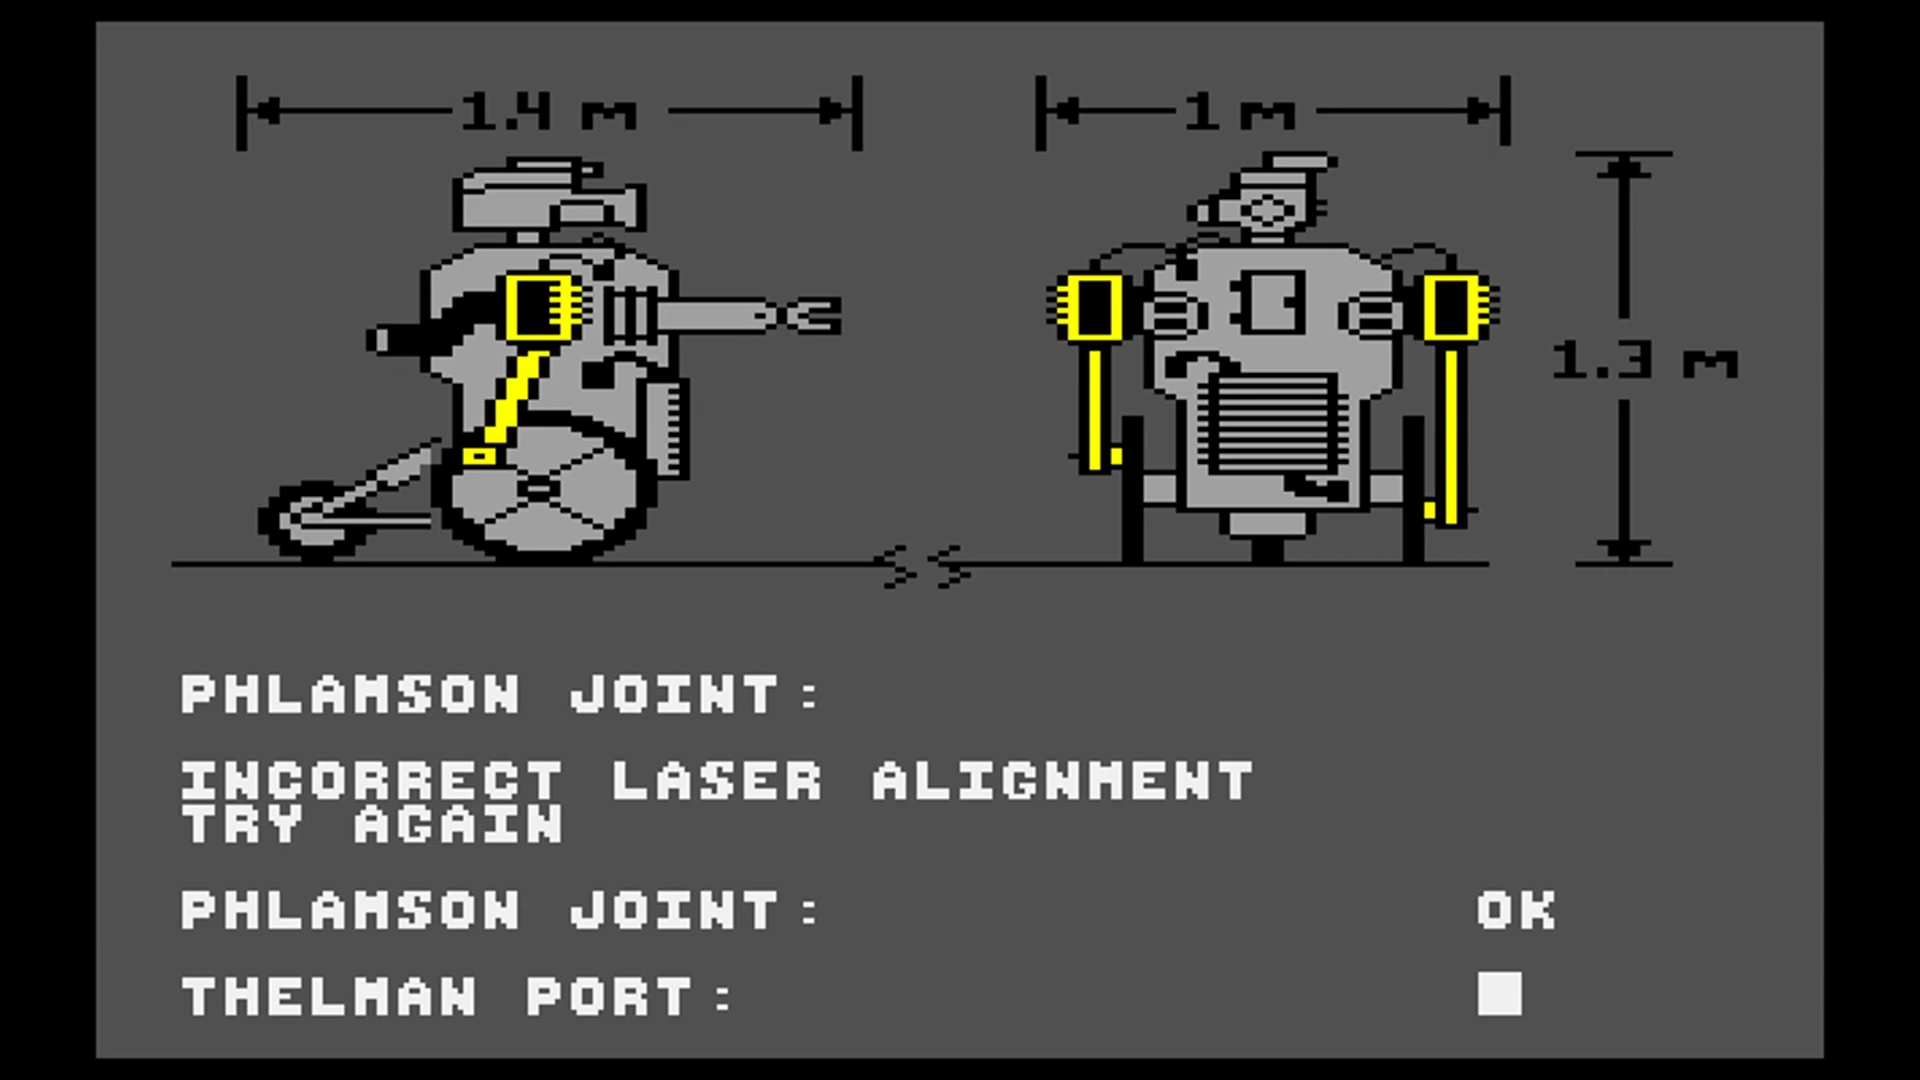 1.4 m
1 m
1.3 m
PHLAMSON JOINT:
INCORRECT LASER ALIGNMENT
TRY AGAIN
PHLAMSON JOINT: OK
THELMAN PORT: